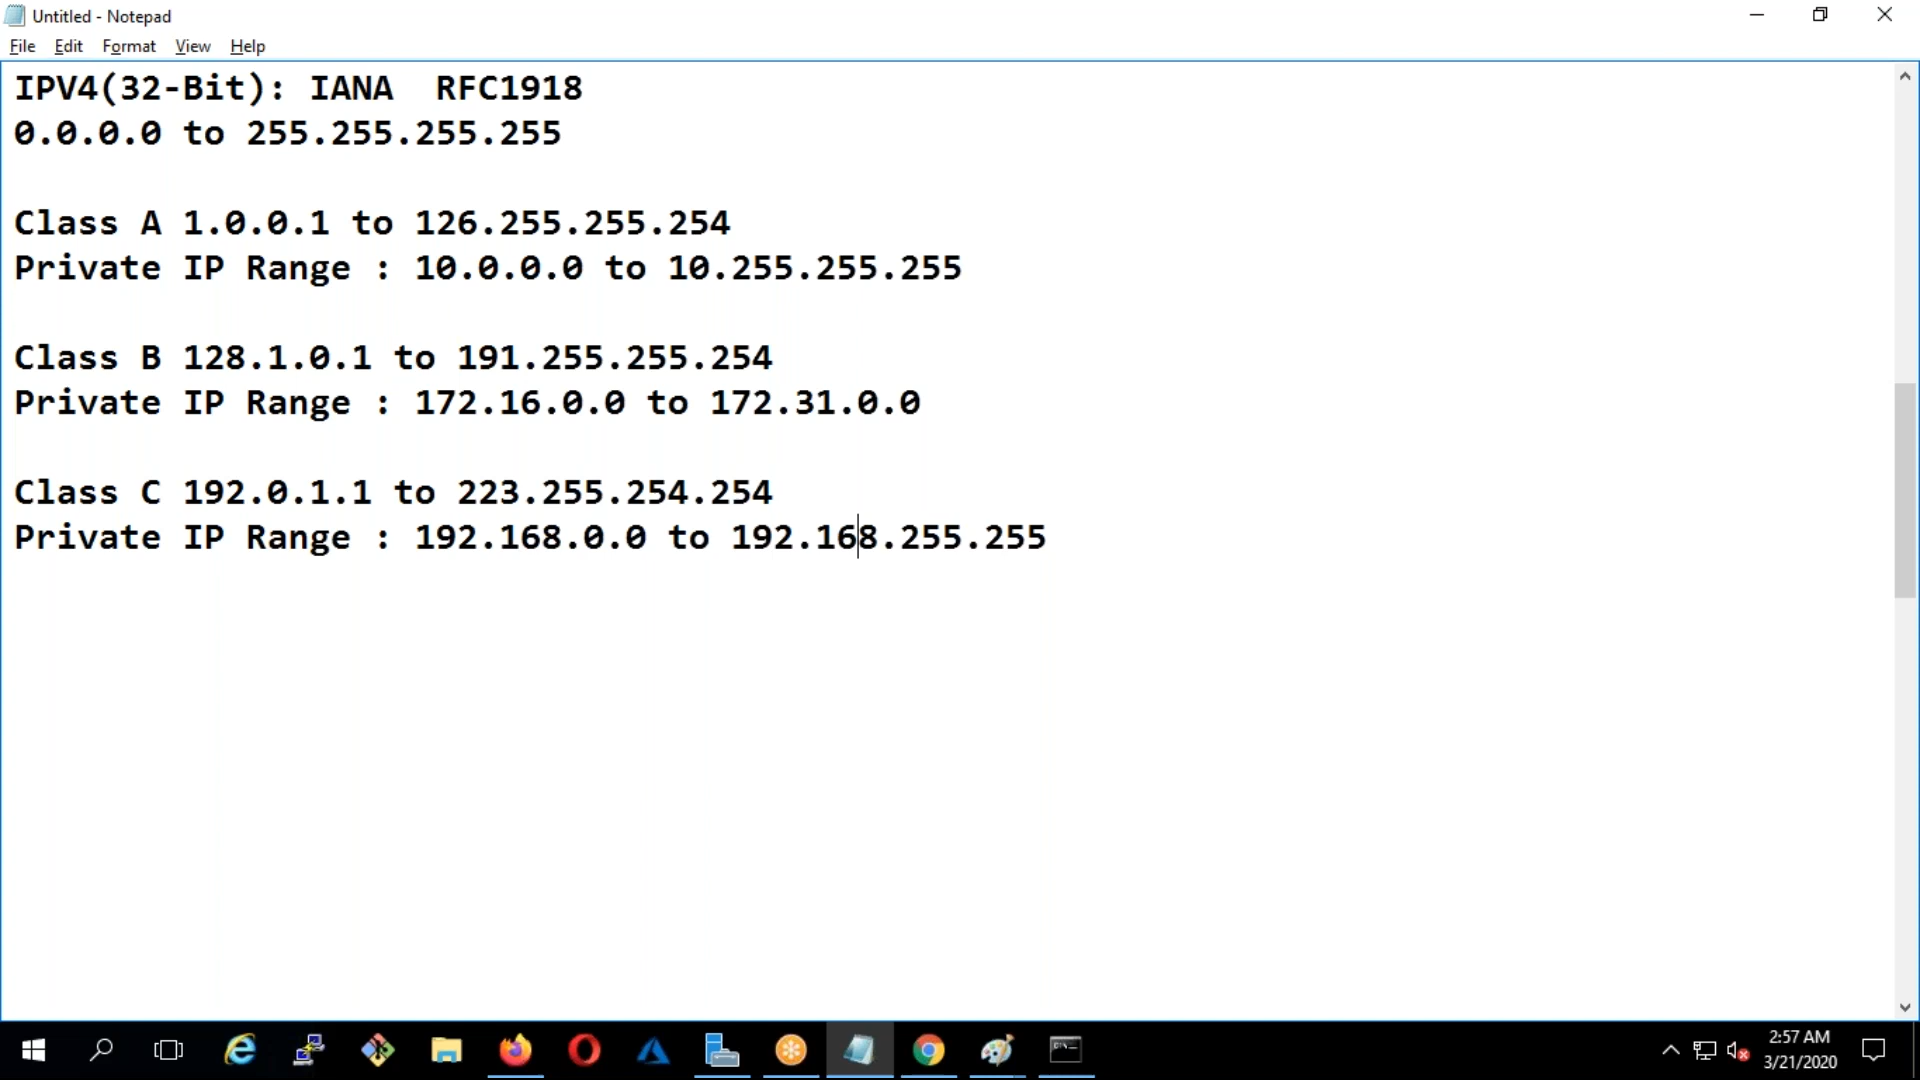 Untitled - Notepad
File Edit Format View Help
IPV4(32-Bit): IANA  RFC1918
0.0.0.0 to 255.255.255.255
Class A 1.0.0.1 to 126.255.255.254
Private IP Range : 10.0.0.0 to 10.255.255.255
Class B 128.1.0.1 to 191.255.255.254
Private IP Range : 172.16.0.0 to 172.31.0.0
Class C 192.0.1.1 to 223.255.254.254
Private IP Range : 192.168.0.0 to 192.168.255.255
2:57 AM
3/21/2020